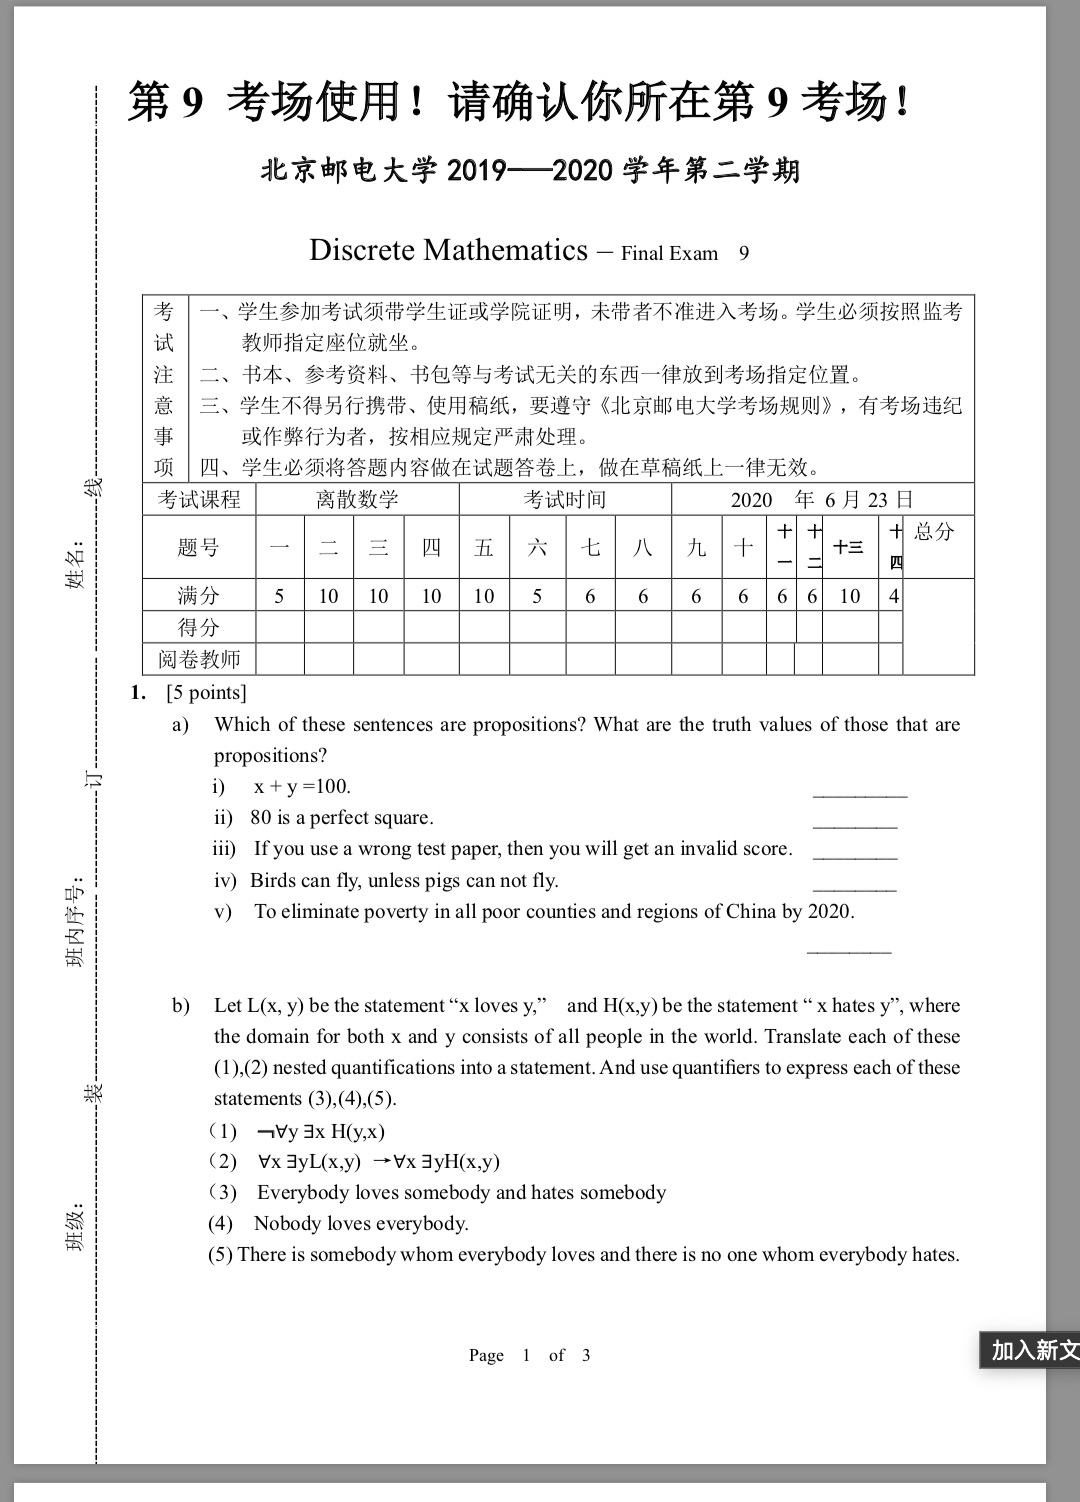 第 9 考场使用！请确认你所在第 9 考场！
北京邮电大学 2019——2020 学年第二学期
Discrete Mathematics – Final Exam 9
考试注意事项
一、学生参加考试须带学生证或学院证明，未带者不准进入考场。学生必须按照监考
教师指定座位就坐。
二、书本、参考资料、书包等与考试无关的东西一律放到考场指定位置。
三、学生不得另行携带、使用稿纸，要遵守《北京邮电大学考场规则》，有考场违纪
或作弊行为者，按相应规定严肃处理。
四、学生必须将答题内容做在试题答卷上，做在草稿纸上一律无效。
考试课程 离散数学 考试时间 2020 年 6 月 23 日
题号 一 二 三 四 五 六 七 八 九 十 十一 十二 十三 十四 总分
满分 5 10 10 10 10 5 6 6 6 6 6 6 10 4
得分
阅卷教师
1. [5 points]
a) Which of these sentences are propositions? What are the truth values of those that are
propositions?
i) x + y =100. _________
ii) 80 is a perfect square. ________
iii) If you use a wrong test paper, then you will get an invalid score. ________
iv) Birds can fly, unless pigs can not fly. ________
v) To eliminate poverty in all poor counties and regions of China by 2020.
________
b) Let L(x, y) be the statement “x loves y,” and H(x,y) be the statement “ x hates y”, where
the domain for both x and y consists of all people in the world. Translate each of these
(1),(2) nested quantifications into a statement. And use quantifiers to express each of these
statements (3),(4),(5).
（1) ¬∀y ∃x H(y,x)
（2) ∀x ∃yL(x,y) →∀x ∃yH(x,y)
（3) Everybody loves somebody and hates somebody
(4) Nobody loves everybody.
(5) There is somebody whom everybody loves and there is no one whom everybody hates.
Page 1 of 3
加入新文
姓名：
班内序号：
班级：
线
订
装